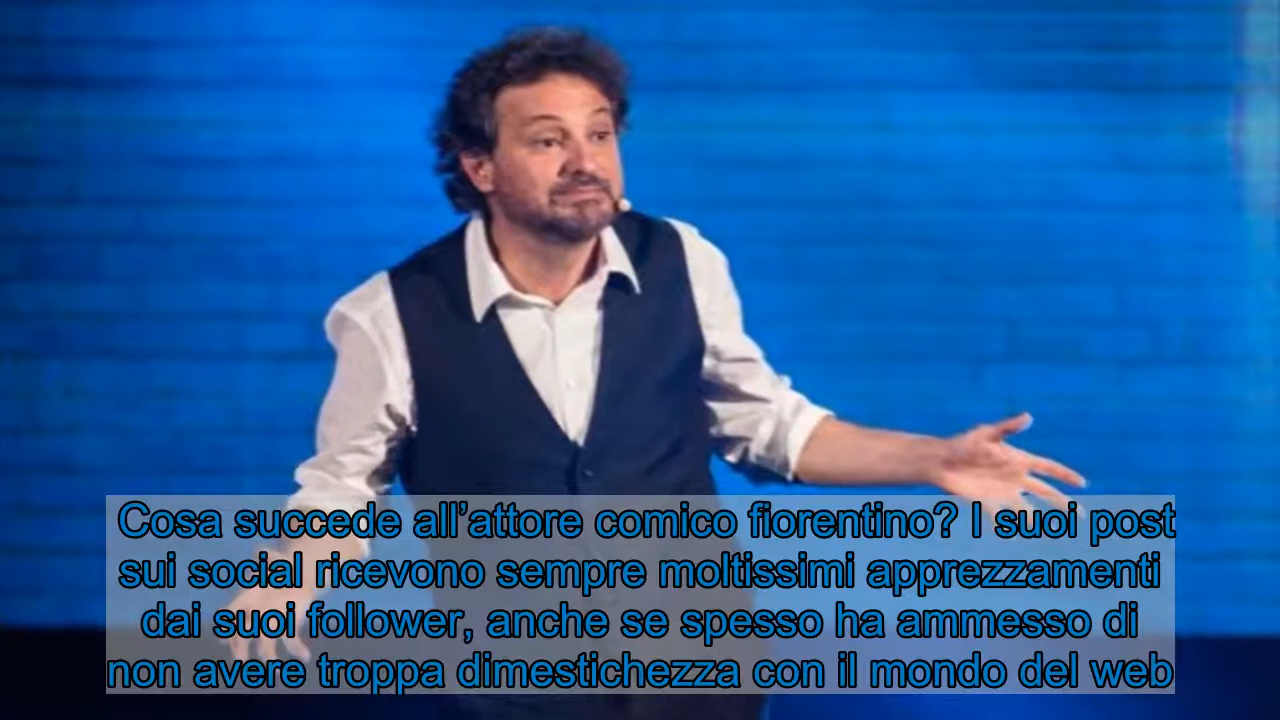 Cosa succede all’attore comico fiorentino? I suoi post
sui social ricevono sempre moltissimi apprezzamenti
dai suoi follower, anche se spesso ha ammesso di
non avere troppa dimestichezza con il mondo del web